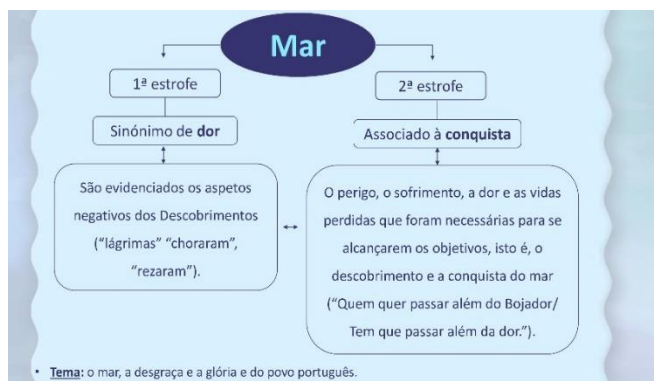 Mar
1ª estrofe
Sinónimo de dor
São evidenciados os aspetos
negativos dos Descobrimentos
(“lágrimas” “choraram”,
“rezaram”).
2ª estrofe
Associado à conquista
O perigo, o sofrimento, a dor e as vidas
perdidas que foram necessárias para se
alcançarem os objetivos, isto é, o
descobrimento e a conquista do mar
(“Quem quer passar além do Bojador/
Tem que passar além da dor.”).
• Tema: o mar, a desgraça e a glória e do povo português.